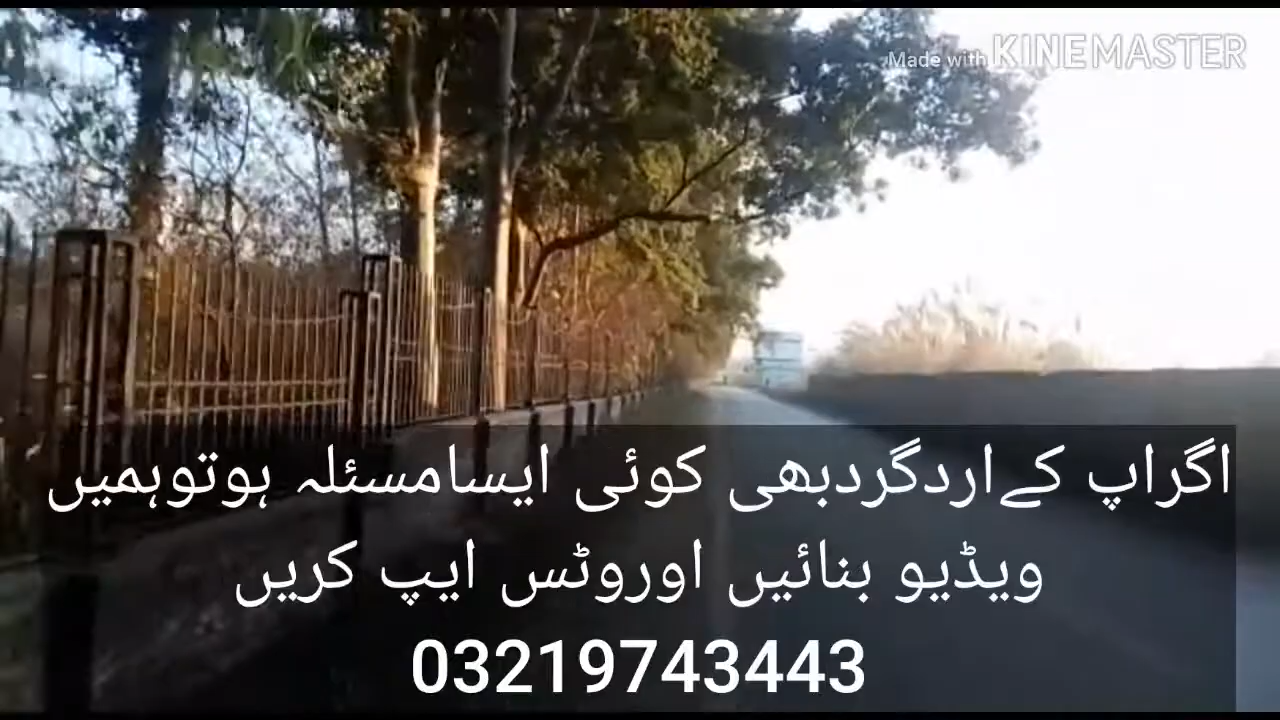 Made with KINEMASTER
اگراپ کےاردگردبھی کوئی ایسامسئلہ ہوتوہمیں
ویڈیو بنائیں اوروٹس ایپ کریں
03219743443